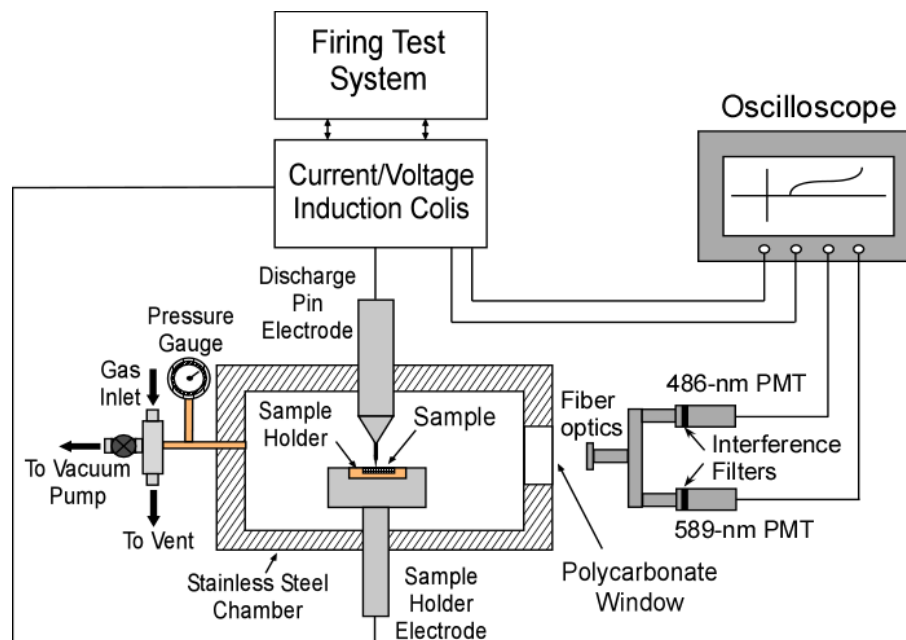 Firing Test
System
Oscilloscope
Current/Voltage
Induction Colis
Discharge
Pin
Electrode
Pressure
Gauge
Gas
Inlet
Sample
Holder
Sample
Fiber
optics
486-nm PMT
Interference
Filters
589-nm PMT
To Vacuum
Pump
To Vent
Stainless Steel
Chamber
Sample
Holder
Electrode
Polycarbonate
Window